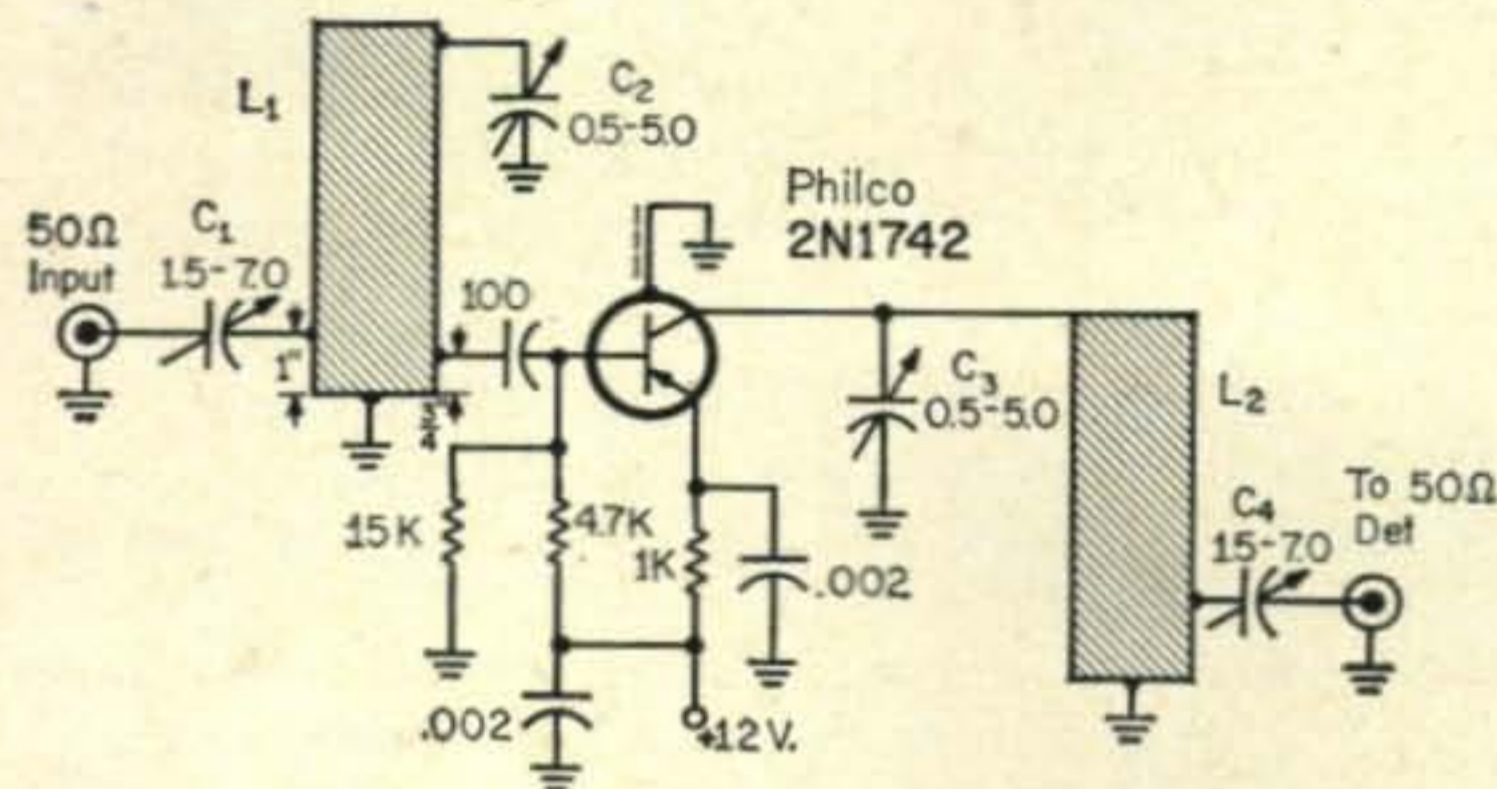 L₁
C₂
0.5-5.0
Philco
2N1742
50Ω
Input
C₁
1.5-7.0
100
1"
3/4"
C₃
0.5-5.0
L₂
To 50Ω
Det
C₄
1.5-7.0
15K
4.7K
1K
.002
.002
+12V.